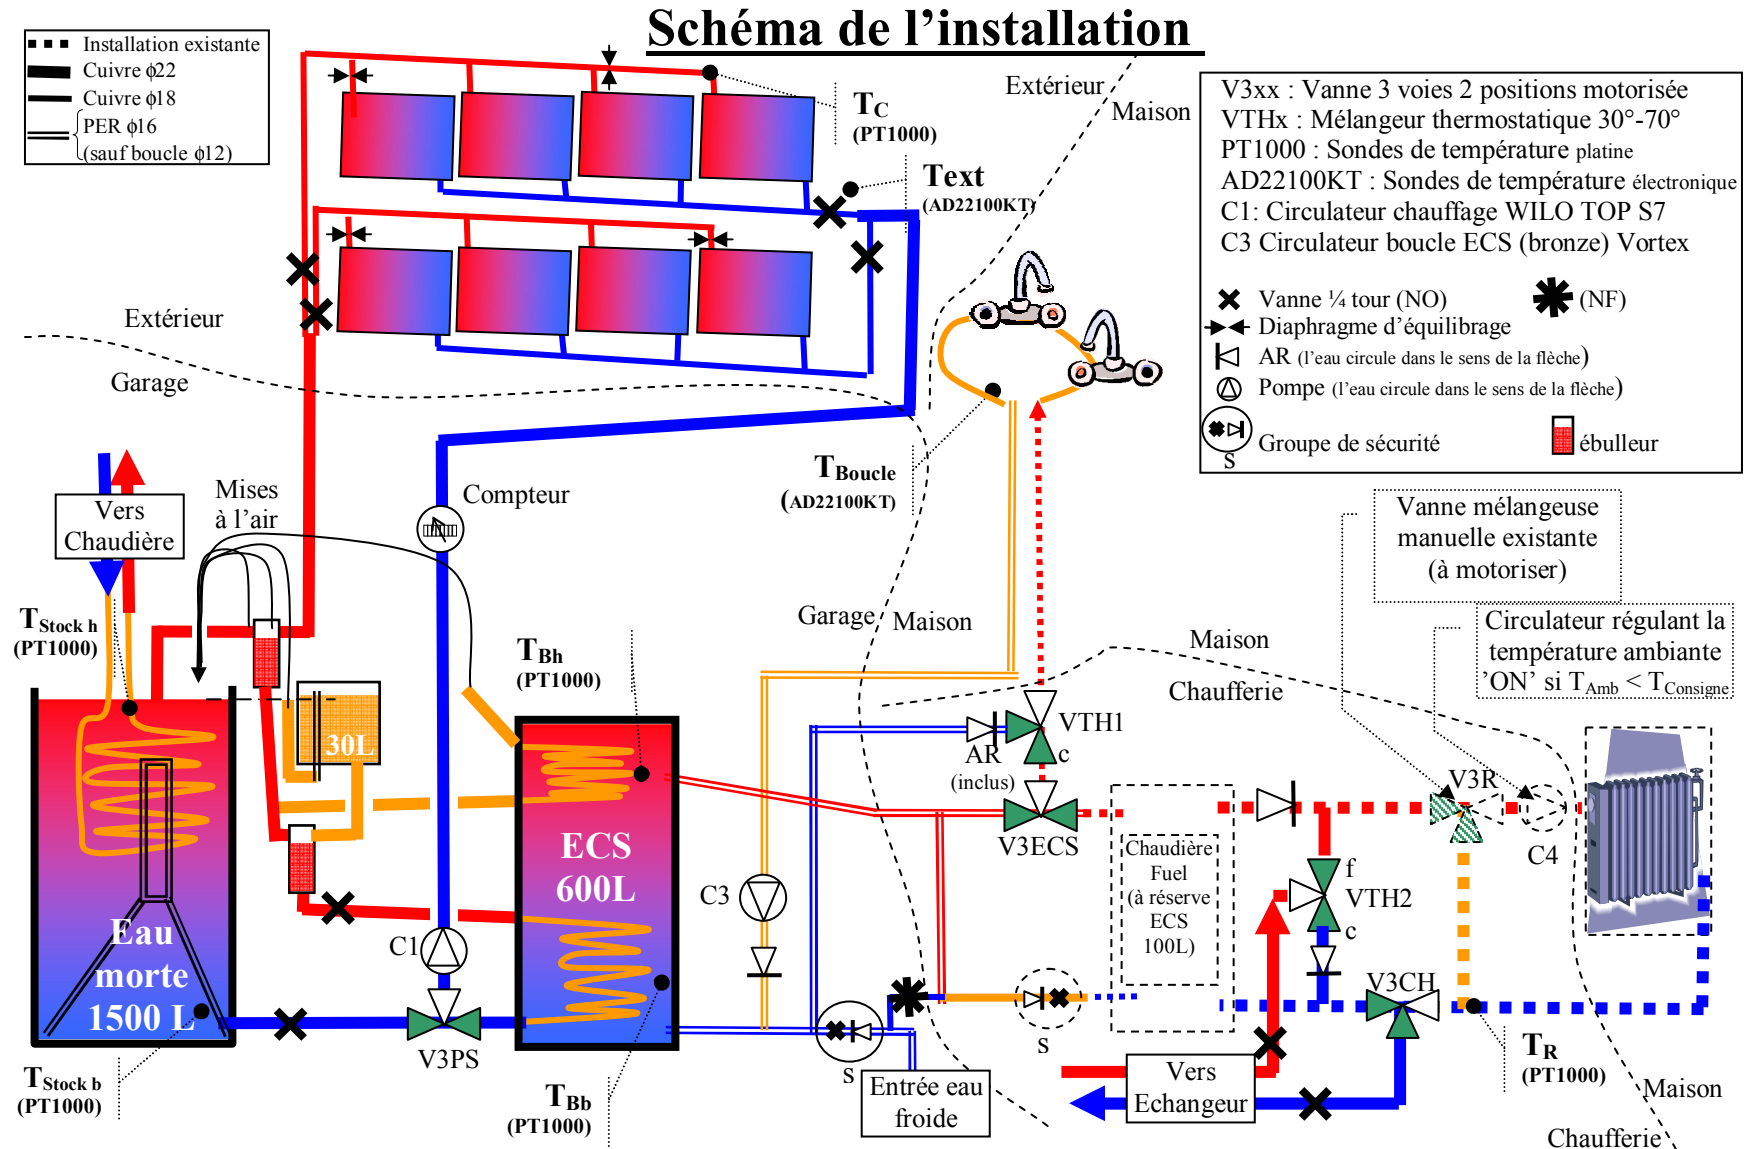 Schéma de l'installation
Installation existante
Cuivre ϕ22
Cuivre ϕ18
PER ϕ16
(sauf boucle ϕ12)
V3xx : Vanne 3 voies 2 positions motorisée
VTHx : Mélangeur thermostatique 30°-70°
PT1000 : Sondes de température platine
AD22100KT : Sondes de température électronique
C1: Circulateur chauffage WILO TOP S7
C3 Circulateur boucle ECS (bronze) Vortex
Vanne ¼ tour (NO)
(NF)
Diaphragme d'équilibrage
AR (l'eau circule dans le sens de la flèche)
Pompe (l'eau circule dans le sens de la flèche)
Groupe de sécurité
S
ébulleur
Extérieur
Maison
TC
(PT1000)
Text
(AD22100KT)
Extérieur
Garage
TBoucle
(AD22100KT)
Compteur
Mises
à l'air
Vers
Chaudière
TStock h
(PT1000)
TBh
(PT1000)
Garage
Maison
Vanne mélangeuse
manuelle existante
(à motoriser)
Circulateur régulant la
température ambiante
'ON' si TAmb < TConsigne
Maison
Chaufferie
30L
VTH1
c
AR
(inclus)
V3ECS
V3R
C4
ECS
600L
Chaudière
Fuel
(à réserve
ECS
100L)
f
VTH2
c
C3
C1
Eau
morte
1500 L
V3PS
V3CH
S
S
TStock b
(PT1000)
TBb
(PT1000)
Entrée eau
froide
Vers
Echangeur
TR
(PT1000)
Maison
Chaufferie